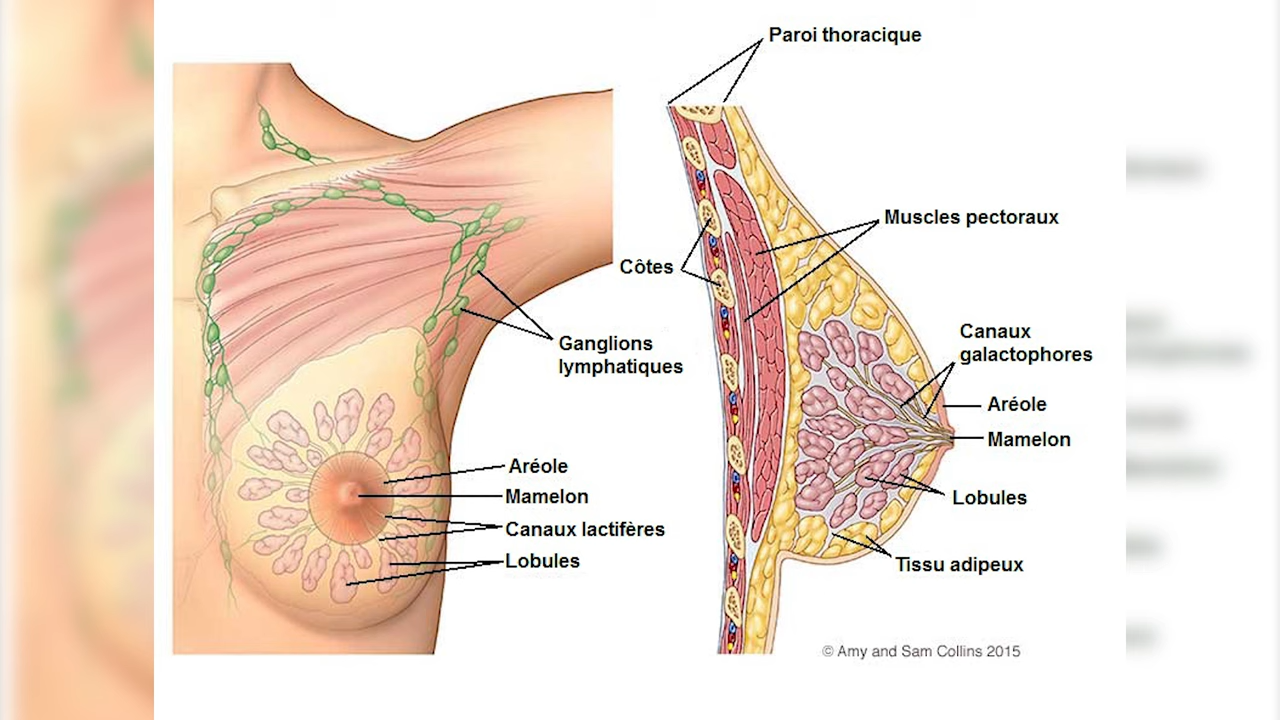 Paroi thoracique
Muscles pectoraux
Côtes
Canaux
galactophores
Ganglions
lymphatiques
Aréole
Mamelon
Aréole
Mamelon
Lobules
Canaux lactifères
Lobules
Tissu adipeux
© Amy and Sam Collins 2015